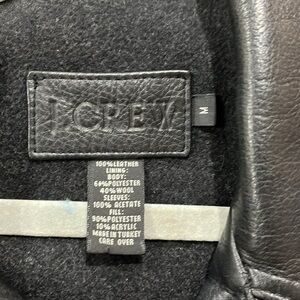 J.CREW
M
100%LEATHER
LINING:
BODY:
60%POLYESTER
40%WOOL
SLEEVES:
100% ACETATE
FILL:
90%POLYESTER
10%ACRYLIC
MADE IN TURKEY
CARE OVER